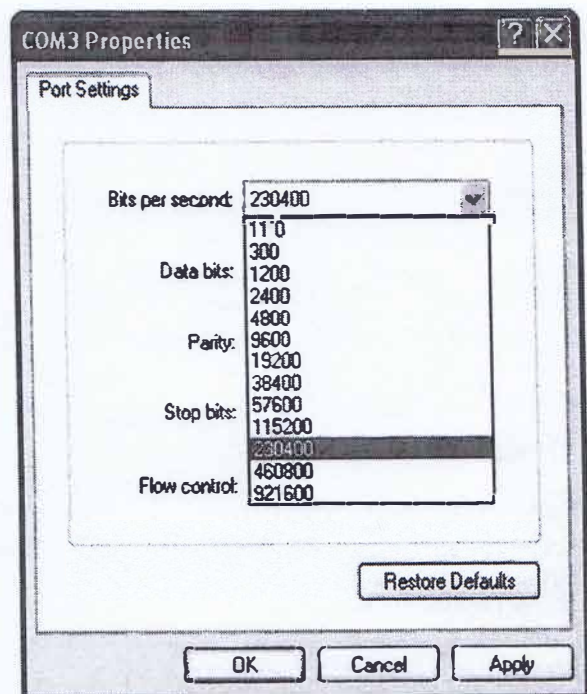 COM3 Properties
Port Settings
Bits per second: 230400
110
300
Data bits: 1200
2400
4800
Parity: 9600
19200
38400
Stop bits: 57600
115200
230400
Flow control: 460800
921600
Restore Defaults
OK Cancel Apply